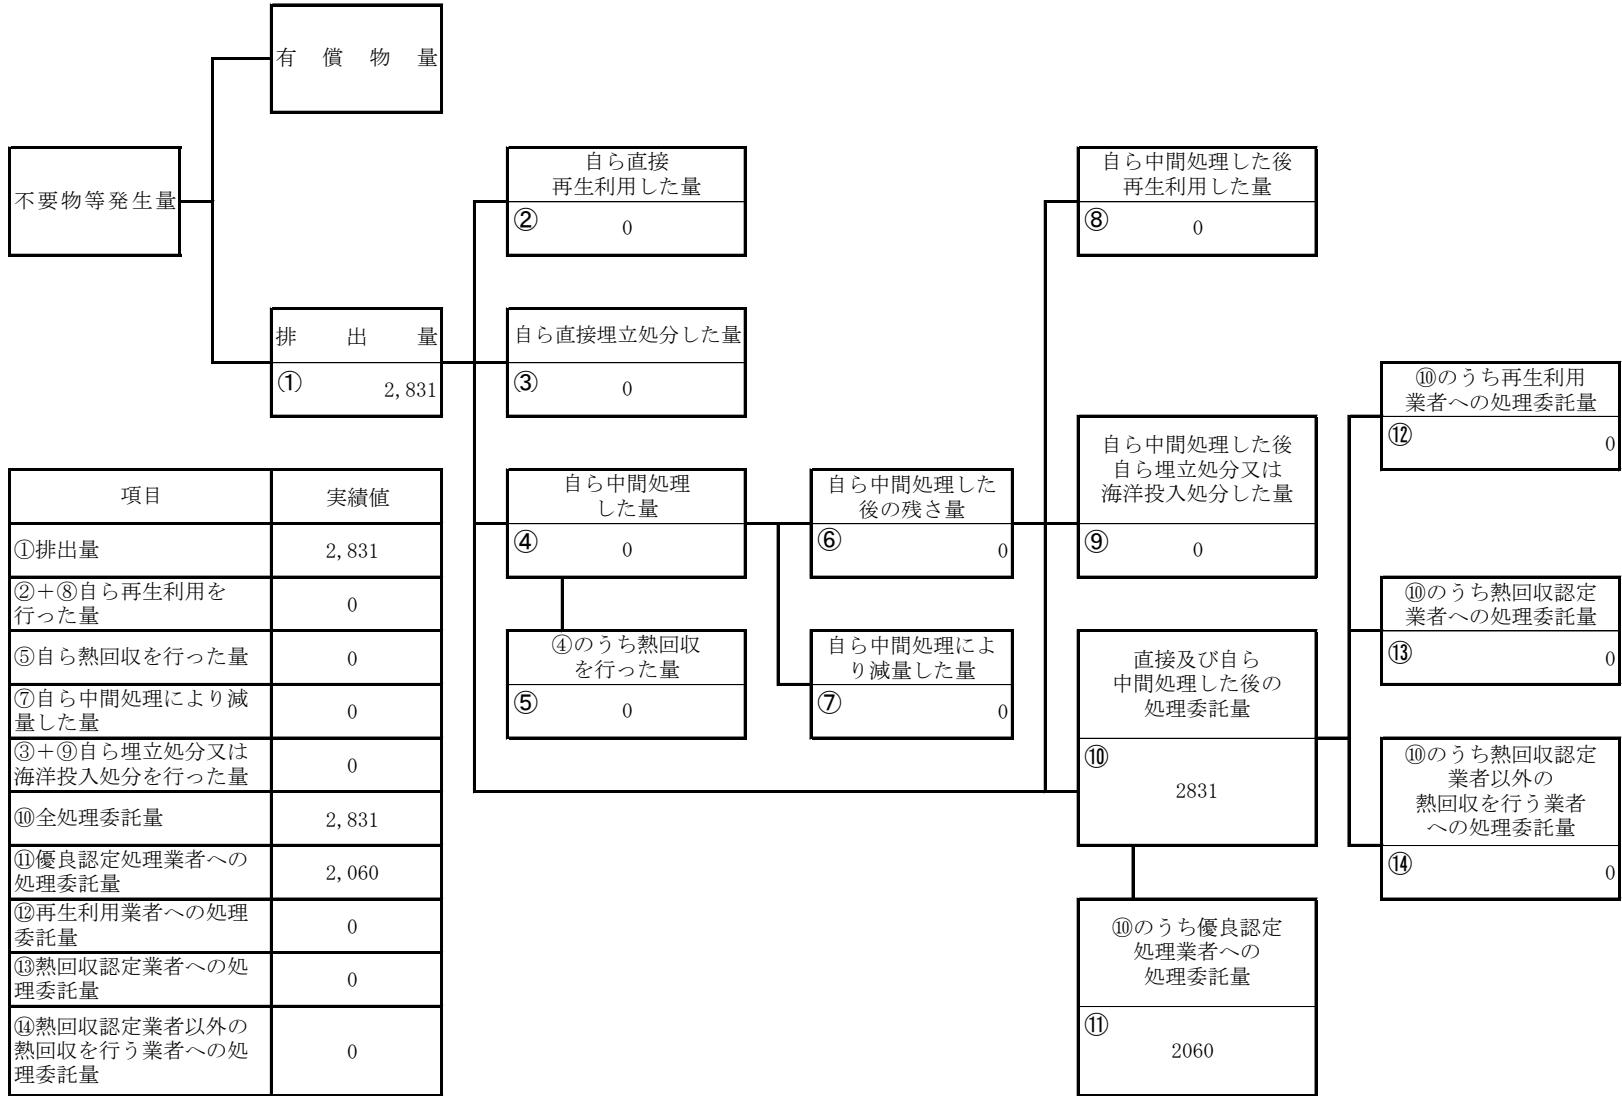 有償物量
不要物等発生量
排出量
①
2,831
自ら直接
再生利用した量
②
0
自ら直接埋立処分した量
③
0
自ら中間処理
した量
④
0
④のうち熱回収
を行った量
⑤
0
自ら中間処理した
後の残さ量
⑥
0
自ら中間処理によ
り減量した量
⑦
0
自ら中間処理した後
再生利用した量
⑧
0
自ら中間処理した後
自ら埋立処分又は
海洋投入処分した量
⑨
0
直接及び自ら
中間処理した後の
処理委託量
⑩
2831
⑩のうち優良認定
処理業者への
処理委託量
⑪
2060
⑩のうち再生利用
業者への処理委託量
⑫
0
⑩のうち熱回収認定
業者への処理委託量
⑬
0
⑩のうち熱回収認定
業者以外の
熱回収を行う業者
への処理委託量
⑭
0
項目 実績値
①排出量 2,831
②＋⑧自ら再生利用を
行った量 0
⑤自ら熱回収を行った量 0
⑦自ら中間処理により減
量した量 0
③＋⑨自ら埋立処分又は
海洋投入処分を行った量 0
⑩全処理委託量 2,831
⑪優良認定処理業者への
処理委託量 2,060
⑫再生利用業者への処理
委託量 0
⑬熱回収認定業者への処
理委託量 0
⑭熱回収認定業者以外の
熱回収を行う業者への処
理委託量 0